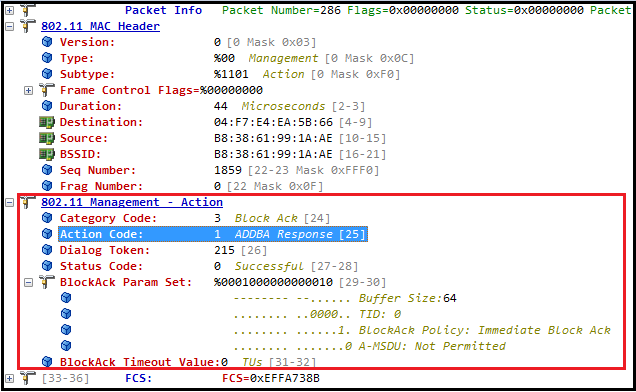 Packet Info Packet Number=286 Flags=0x00000000 Status=0x00000000 Packet
802.11 MAC Header
Version: 0 [0 Mask 0x03]
Type: %00 Management [0 Mask 0x0C]
Subtype: %1101 Action [0 Mask 0xF0]
Frame Control Flags=%00000000
Duration: 44 Microseconds [2-3]
Destination: 04:F7:E4:EA:5B:66 [4-9]
Source: B8:38:61:99:1A:AE [10-15]
BSSID: B8:38:61:99:1A:AE [16-21]
Seq Number: 1859 [22-23 Mask 0xFFF0]
Frag Number: 0 [22 Mask 0x0F]
802.11 Management - Action
Category Code: 3 Block Ack [24]
Action Code: 1 ADDBA Response [25]
Dialog Token: 215 [26]
Status Code: 0 Successful [27-28]
BlockAck Param Set: %0001000000000010 [29-30]
-------- --...... Buffer Size:64
........ ..0000.. TID: 0
........ ......1. BlockAck Policy: Immediate Block Ack
........ .......0 A-MSDU: Not Permitted
BlockAck Timeout Value:0 TUs [31-32]
[33-36] FCS: FCS=0xEFFA738B